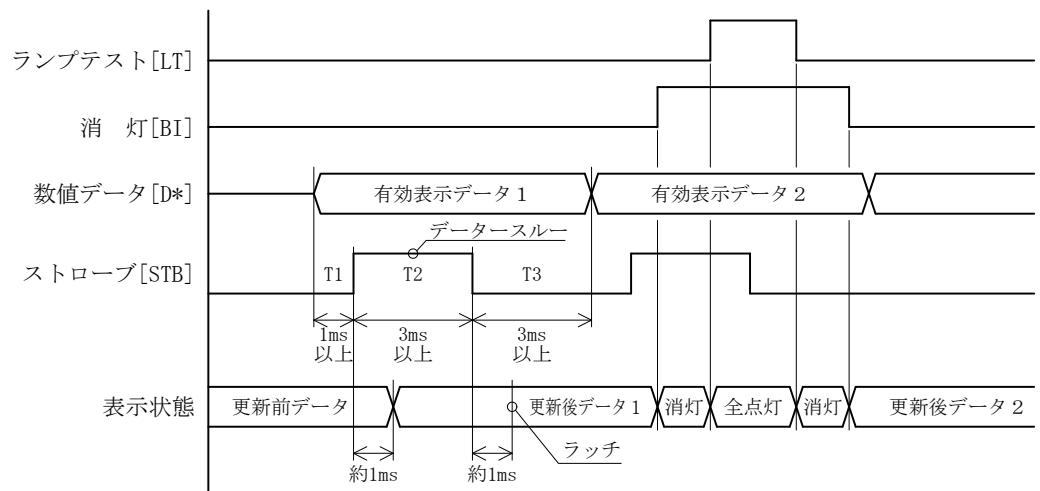 ランプテスト[LT]
消　灯[BI]
数値データ[D*]
有効表示データ1
有効表示データ2
データースルー
ストローブ[STB]
T1
T2
T3
1ms
以上
3ms
以上
3ms
以上
表示状態
更新前データ
更新後データ1
消灯
全点灯
消灯
更新後データ2
ラッチ
約1ms
約1ms